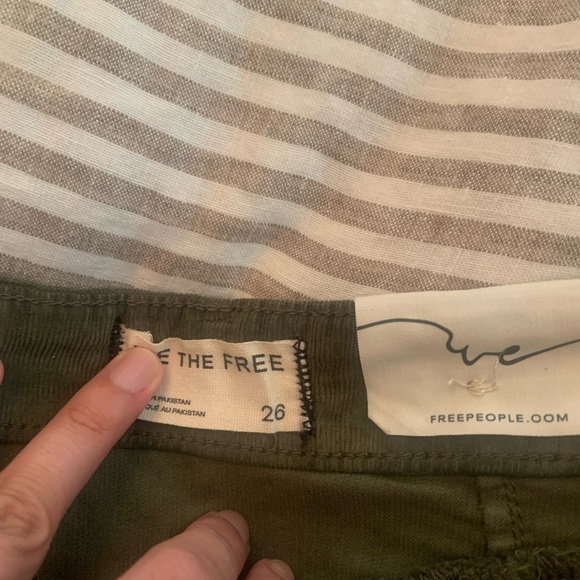 THE FREE
PAKISTAN
AU PAKISTAN
26
we
FREEPEOPLE.COM